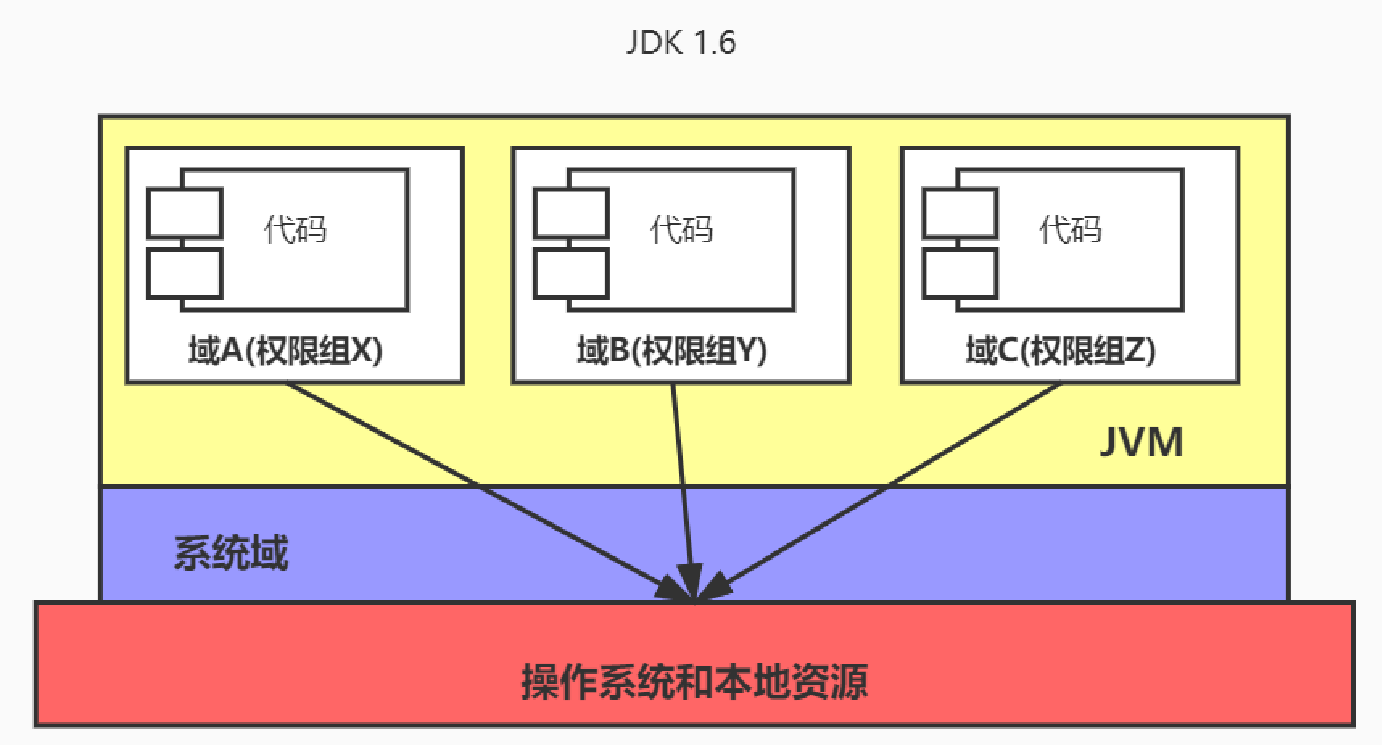 JDK 1.6
代码
代码
代码
域A(权限组X)
域B(权限组Y)
域C(权限组Z)
JVM
系统域
操作系统和本地资源